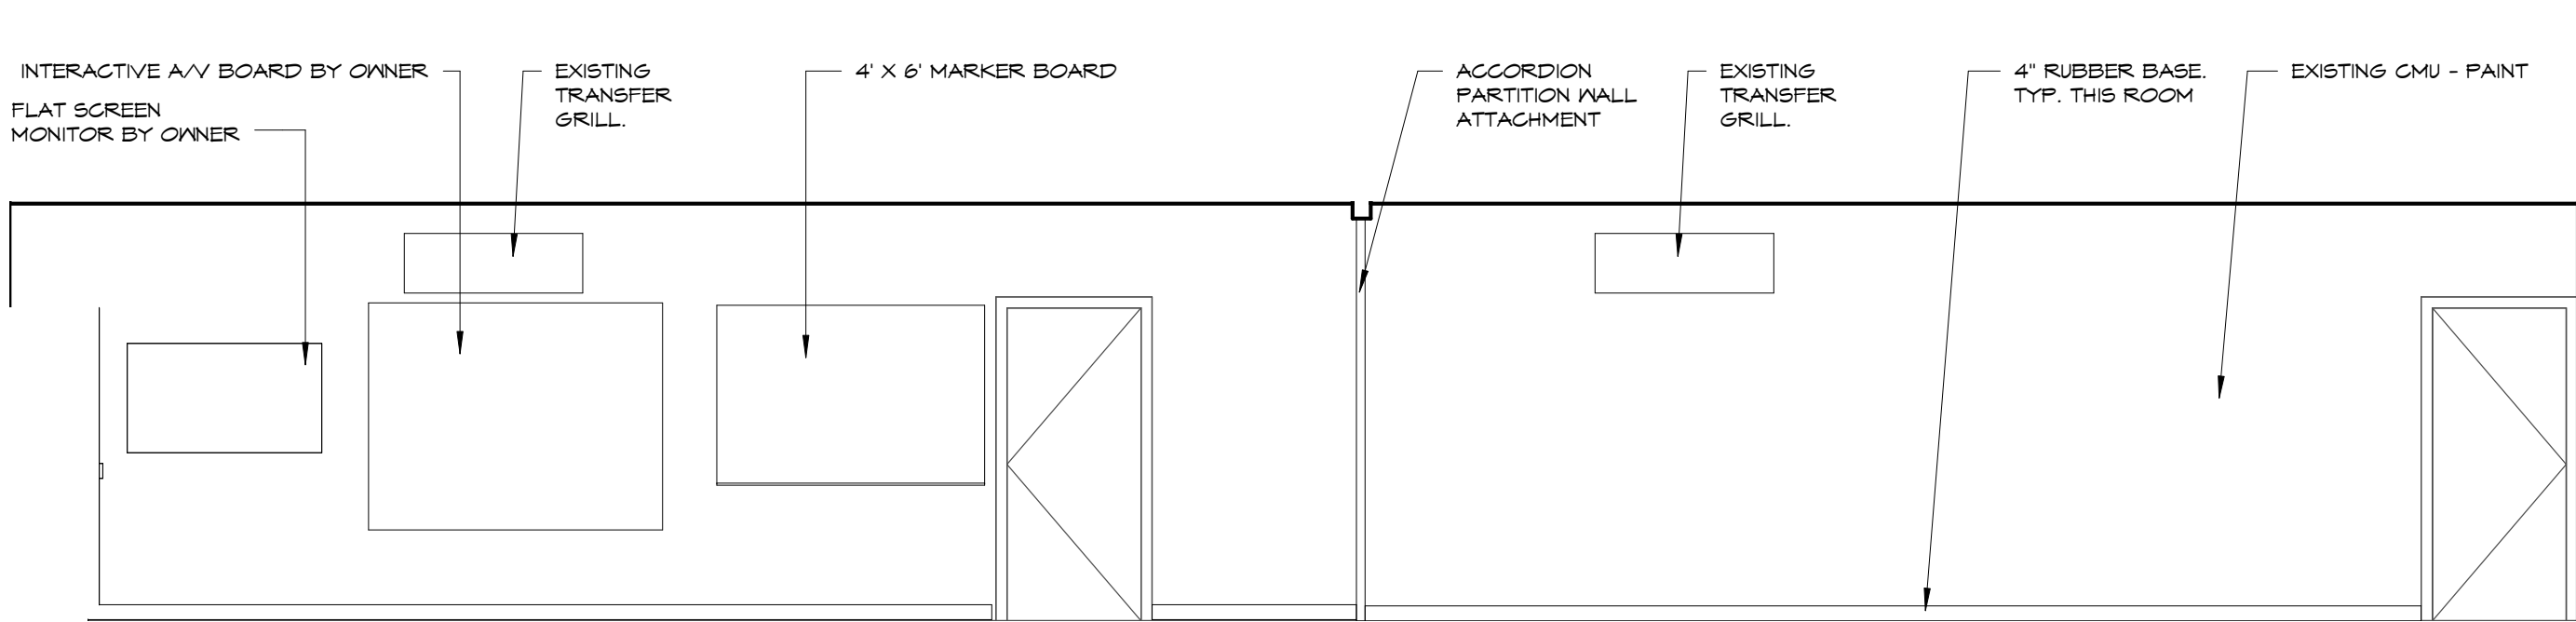 INTERACTIVE A/V BOARD BY OWNER
FLAT SCREEN
MONITOR BY OWNER
EXISTING
TRANSFER
GRILL.
4' X 6' MARKER BOARD
ACCORDION
PARTITION WALL
ATTACHMENT
EXISTING
TRANSFER
GRILL.
4" RUBBER BASE.
TYP. THIS ROOM
EXISTING CMU - PAINT